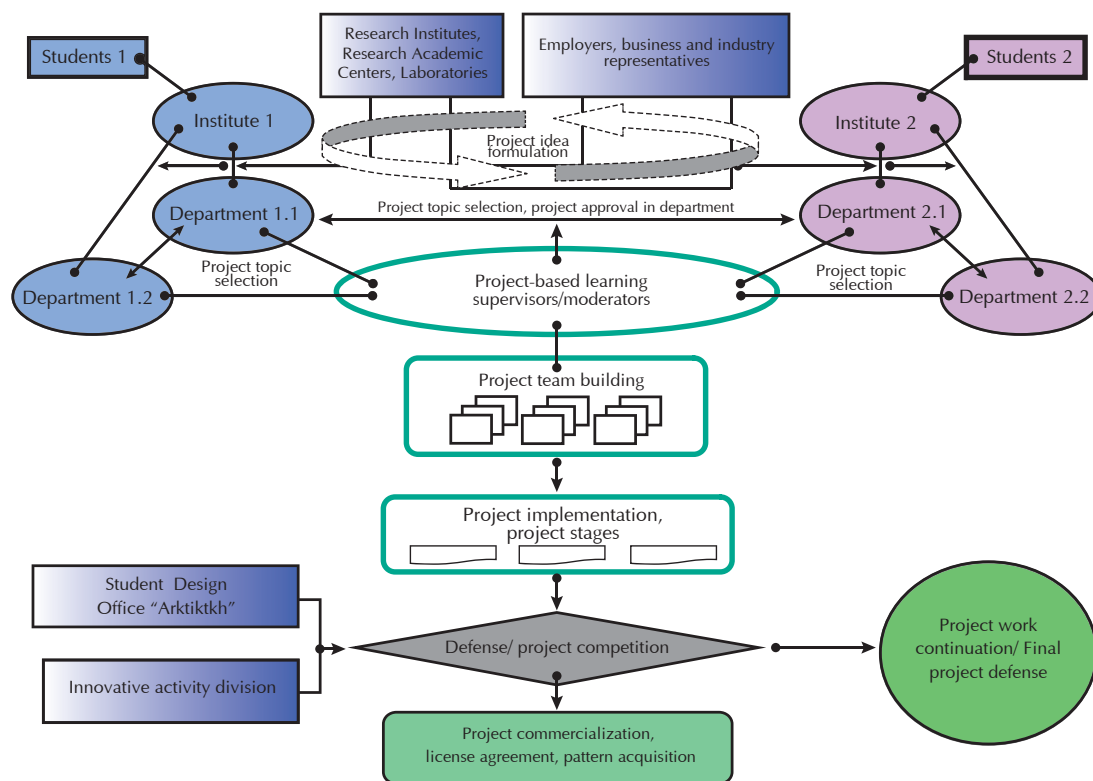 Research Institutes,
Research Academic
Centers, Laboratories
Employers, business and industry
representatives
Students 1
Students 2
Institute 1
Institute 2
Project idea
formulation
Department 1.1
Department 2.1
Project topic selection, project approval in department
Project topic
selection
Project topic
selection
Department 1.2
Department 2.2
Project-based learning
supervisors/moderators
Project team building
Project implementation,
project stages
Student Design
Office “Arktiktkh”
Innovative activity division
Defense/ project competition
Project work
continuation/ Final
project defense
Project commercialization,
license agreement, pattern acquisition